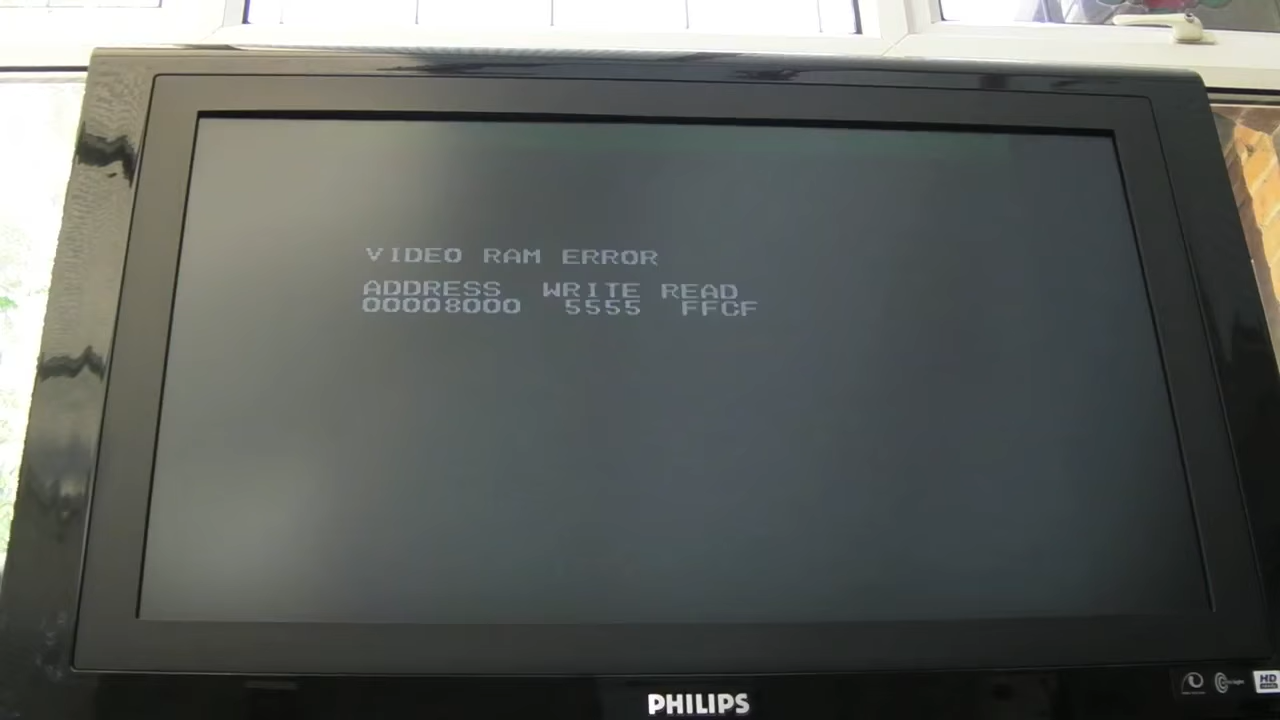 VIDEO RAM ERROR
ADDRESS WRITE READ
00008000 5555 FFCF
PHILIPS
HD